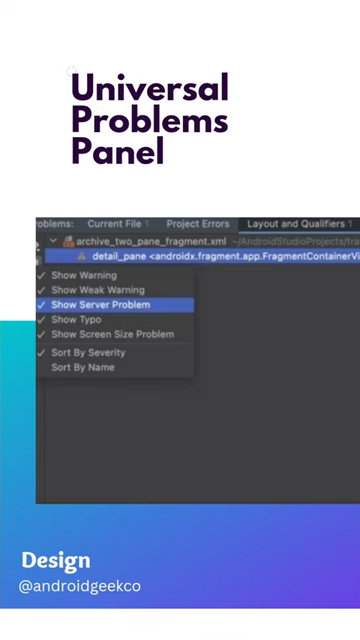 Universal
Problems
Panel
roblems: Current File 1 Project Errors Layout and Qualifiers 1
archive_two_pane_fragment.xml ~/AndroidStudioProjects/tra
detail_pane <androidx.fragment.app.FragmentContainerVi
Show Warning
Show Weak Warning
Show Server Problem
Show Typo
Show Screen Size Problem
Sort By Severity
Sort By Name
Design
@androidgeekco